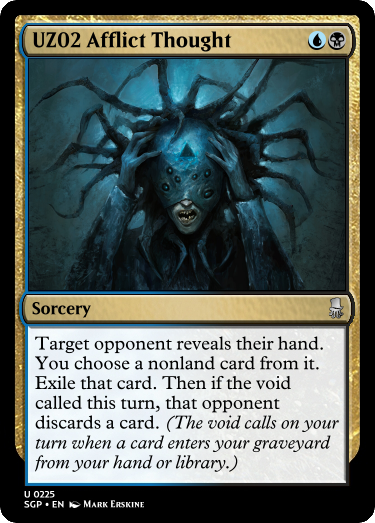 UZO2 Afflict Thought
Sorcery
Target opponent reveals their hand.
You choose a nonland card from it.
Exile that card. Then if the void
called this turn, that opponent
discards a card. (The void calls on your
turn when a card enters your graveyard
from your hand or library.)
U 0225
SGP • EN Mark Erskine